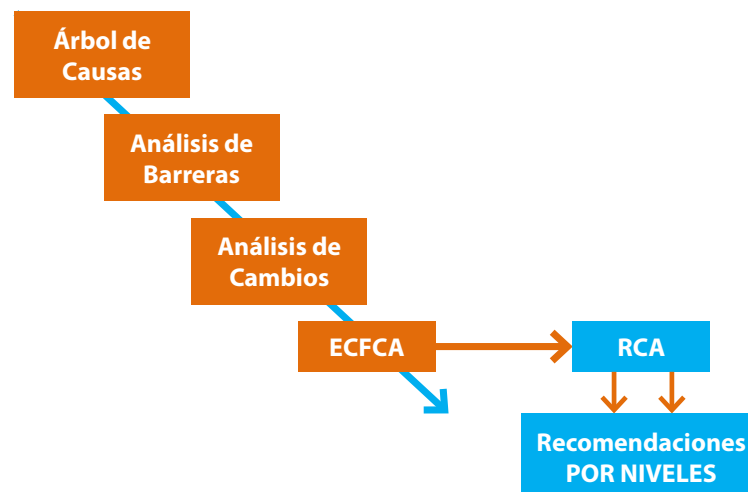 Árbol de
Causas
Análisis de
Barreras
Análisis de
Cambios
ECFCA
RCA
Recomendaciones
POR NIVELES